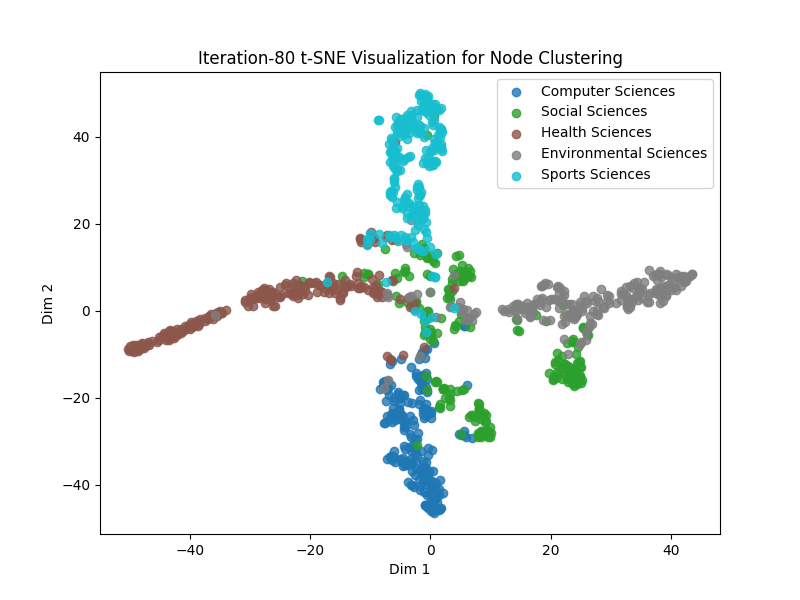 Iteration-80 t-SNE Visualization for Node Clustering
Computer Sciences
Social Sciences
Health Sciences
Environmental Sciences
Sports Sciences
40
20
0
−20
−40
Dim 2
−40
−20
0
20
40
Dim 1